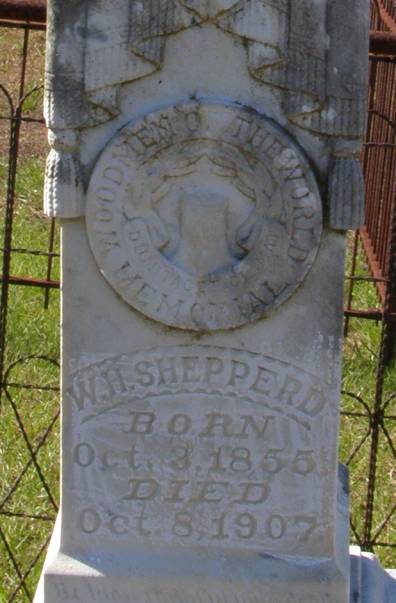 WOODMEN OF THE WORLD
MEMORIAL
W.H. SHEPPERD
BORN
Oct. 3, 1855
DIED
Oct. 8, 1907